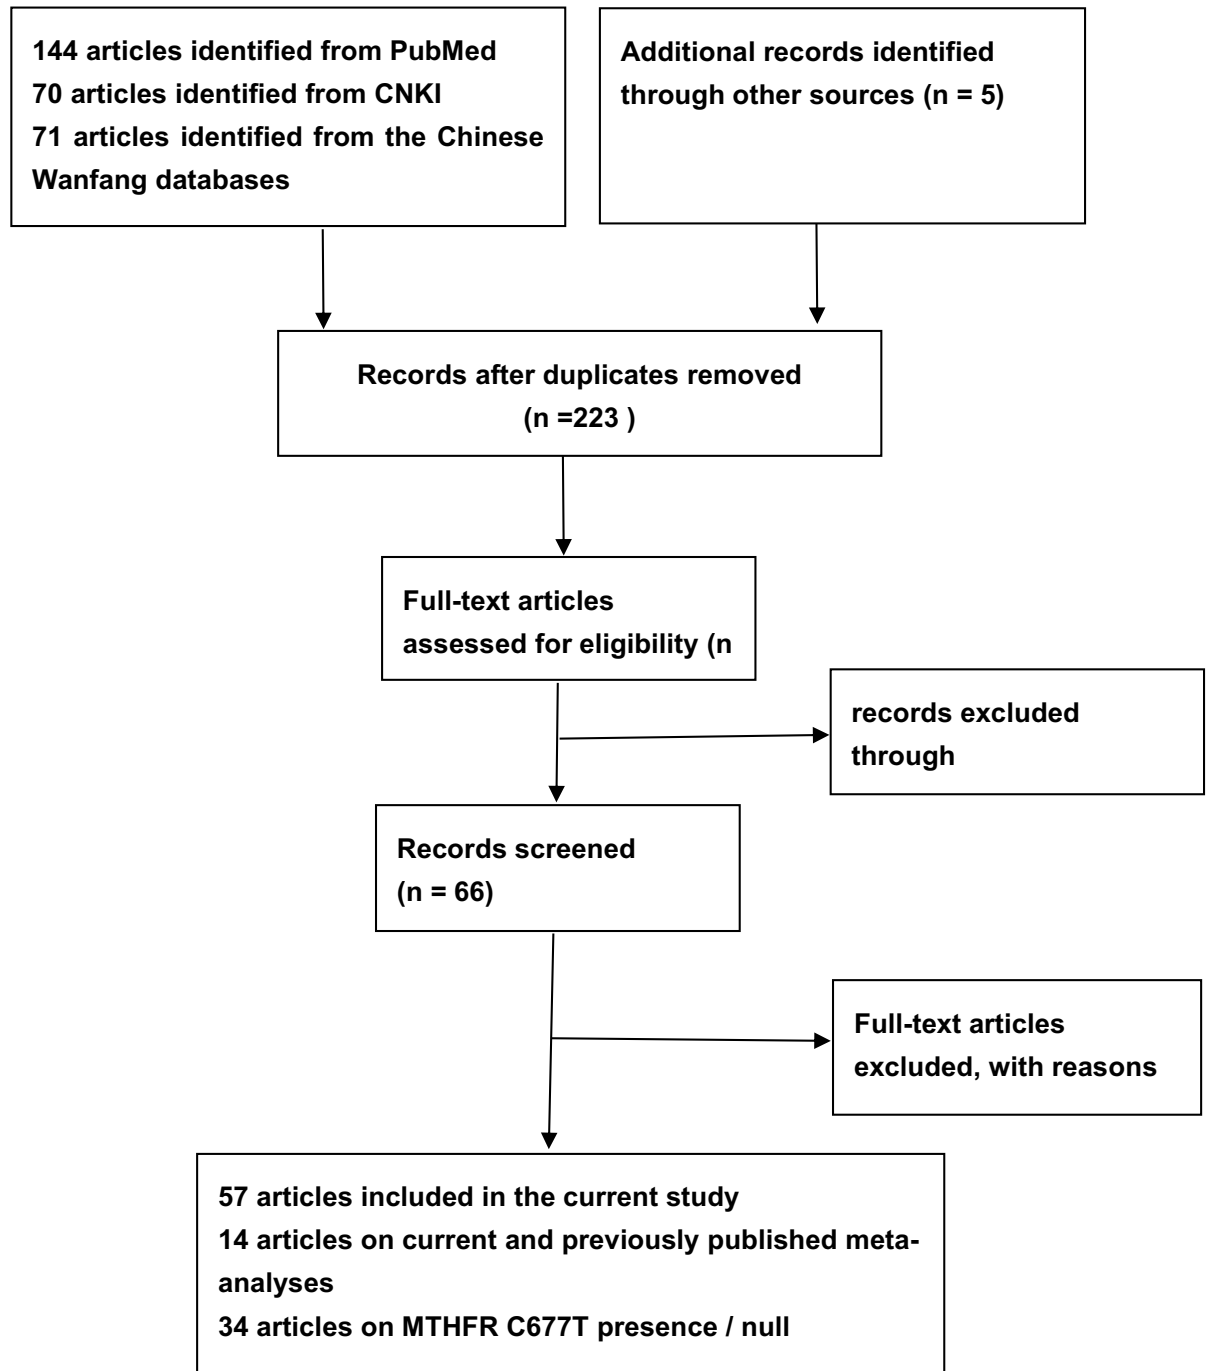 144 articles identified from PubMed
70 articles identified from CNKI
71 articles identified from the Chinese
Wanfang databases
Additional records identified
through other sources (n = 5)
Records after duplicates removed
(n =223 )
Full-text articles
assessed for eligibility (n
records excluded
through
Records screened
(n = 66)
Full-text articles
excluded, with reasons
57 articles included in the current study
14 articles on current and previously published meta-
analyses
34 articles on MTHFR C677T presence / null